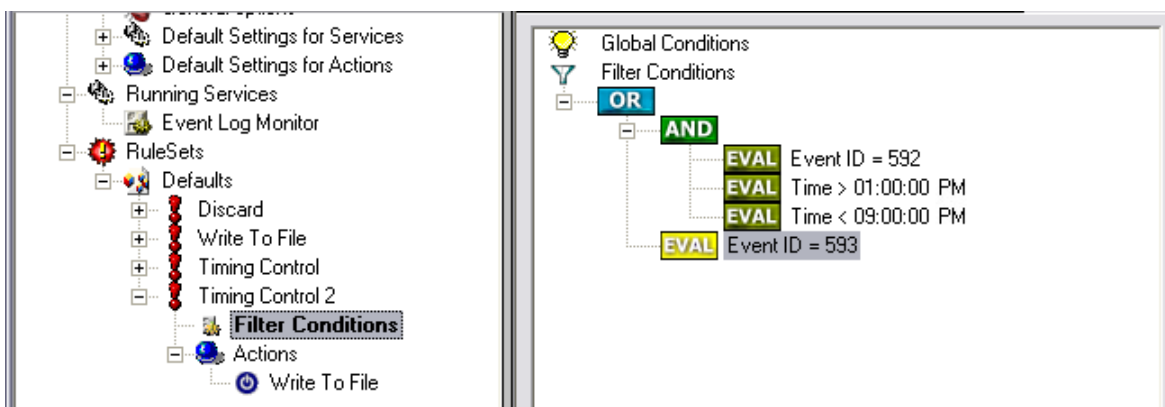 General Options
Default Settings for Services
Default Settings for Actions
Running Services
Event Log Monitor
RuleSets
Defaults
Discard
Write To File
Timing Control
Timing Control 2
Filter Conditions
Actions
Write To File
Global Conditions
Filter Conditions
OR
AND
EVAL Event ID = 592
EVAL Time > 01:00:00 PM
EVAL Time < 09:00:00 PM
EVAL Event ID = 593